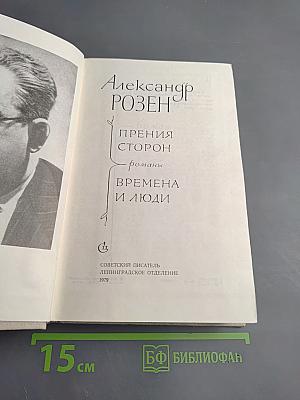 Александр
РОЗЕН
ПРЕНИЯ
СТОРОН
романы
ВРЕМЕНА
И ЛЮДИ
СОВЕТСКИЙ ПИСАТЕЛЬ
ЛЕНИНГРАДСКОЕ ОТДЕЛЕНИЕ
1979
15 см
БФ БИБЛИОФАН